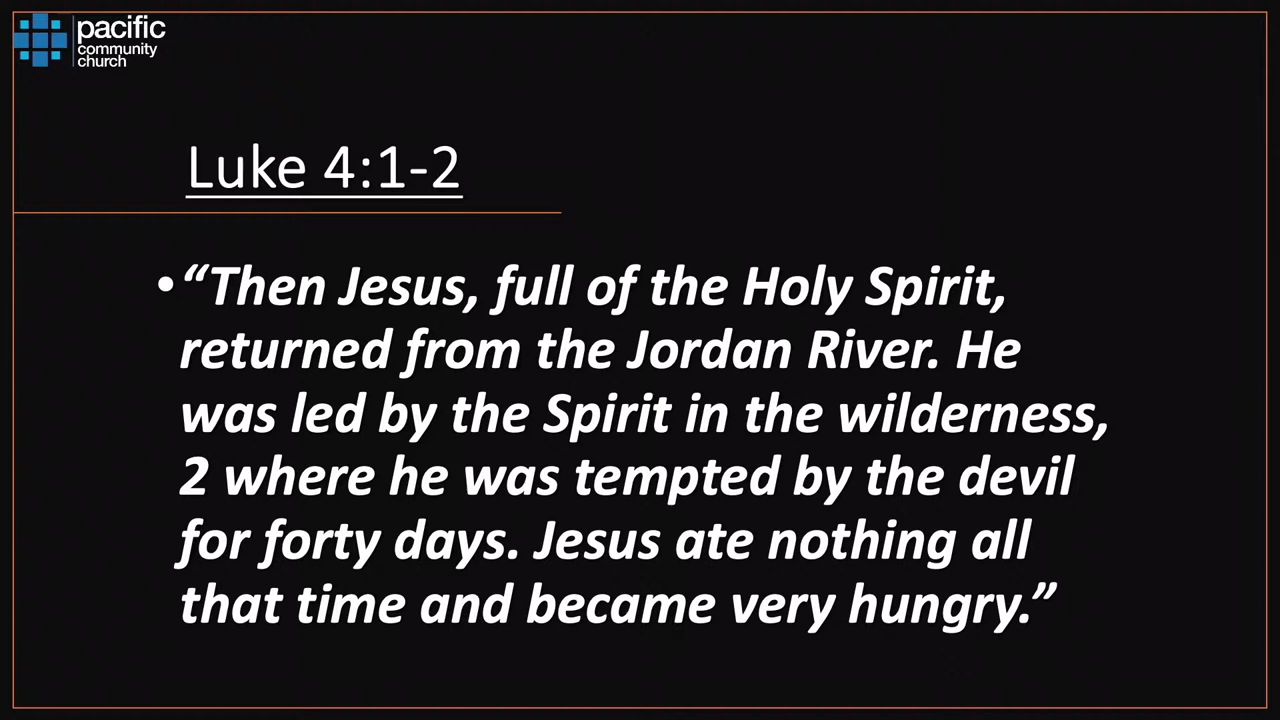 pacific
community
church
Luke 4:1-2
•“Then Jesus, full of the Holy Spirit,
returned from the Jordan River. He
was led by the Spirit in the wilderness,
2 where he was tempted by the devil
for forty days. Jesus ate nothing all
that time and became very hungry.”